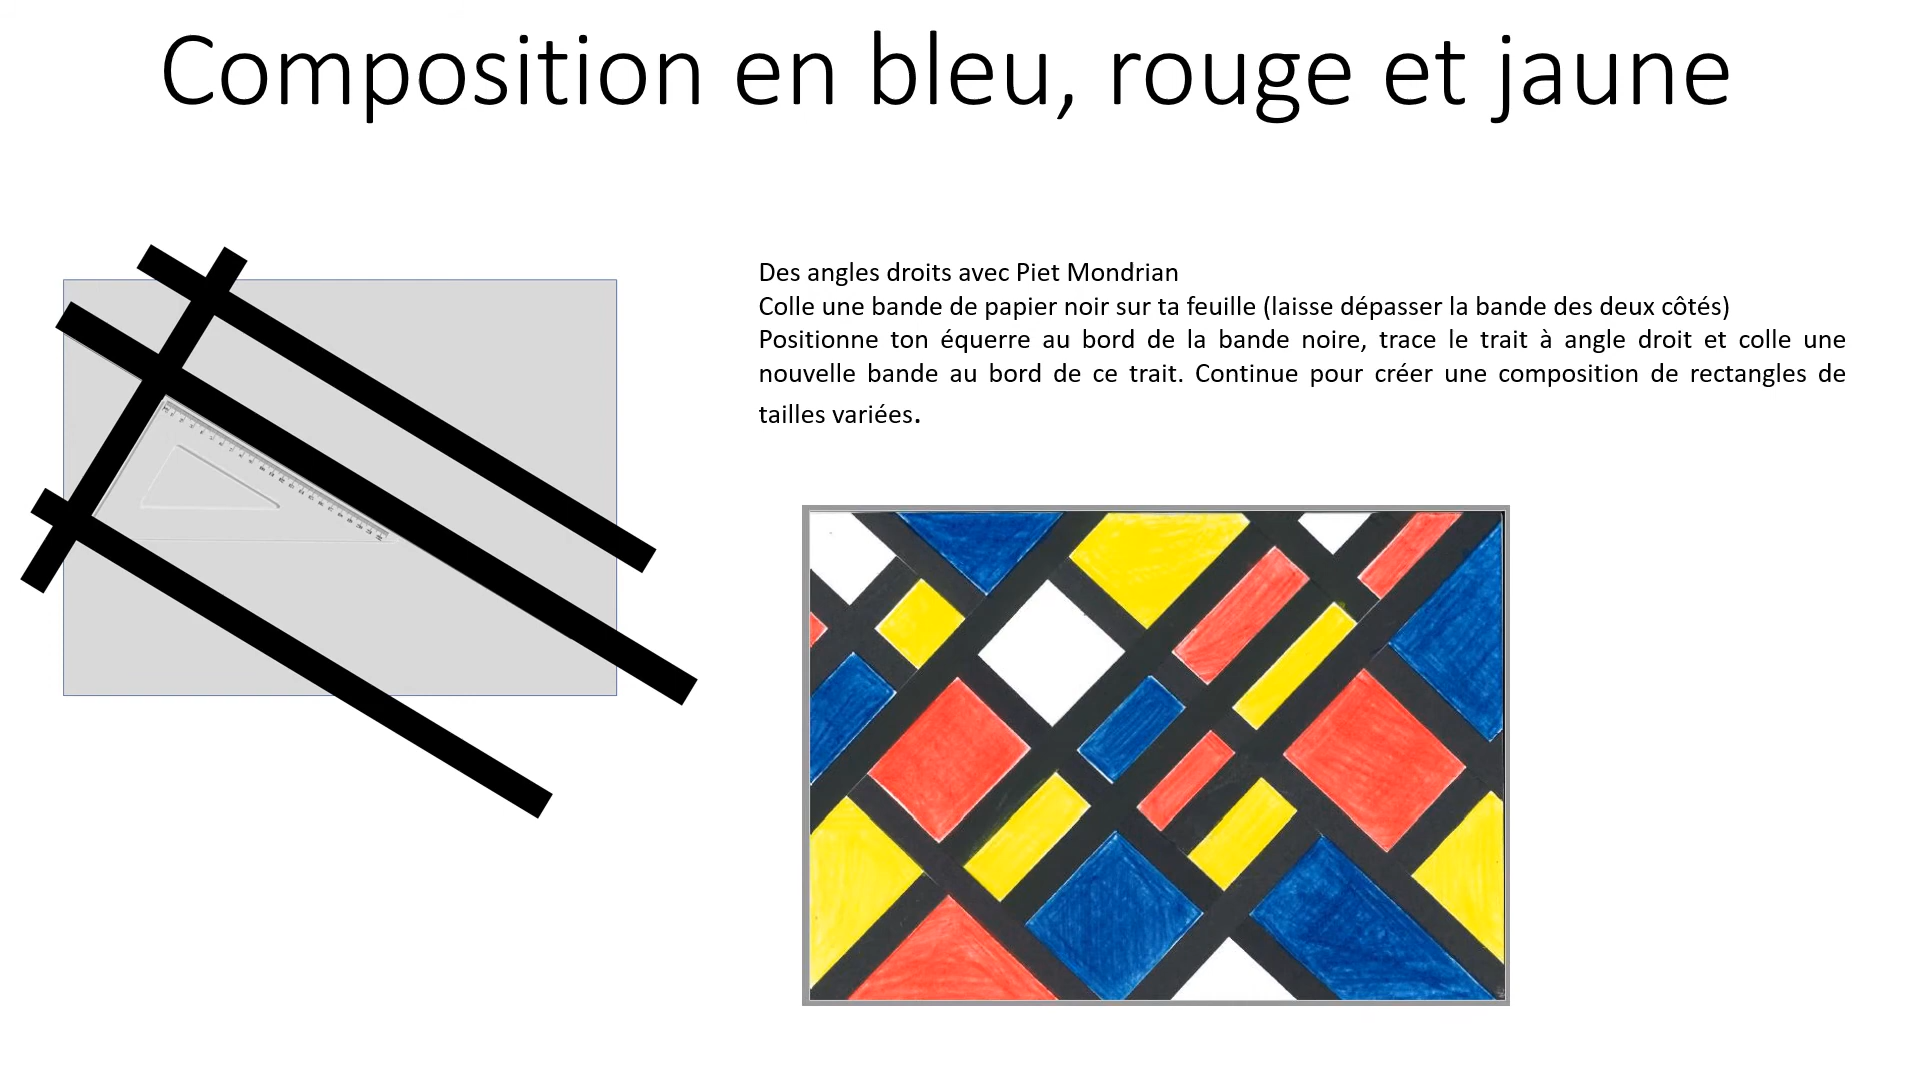 Composition en bleu, rouge et jaune
Des angles droits avec Piet Mondrian
Colle une bande de papier noir sur ta feuille (laisse dépasser la bande des deux côtés)
Positionne ton équerre au bord de la bande noire, trace le trait à angle droit et colle une
nouvelle bande au bord de ce trait. Continue pour créer une composition de rectangles de
tailles variées.